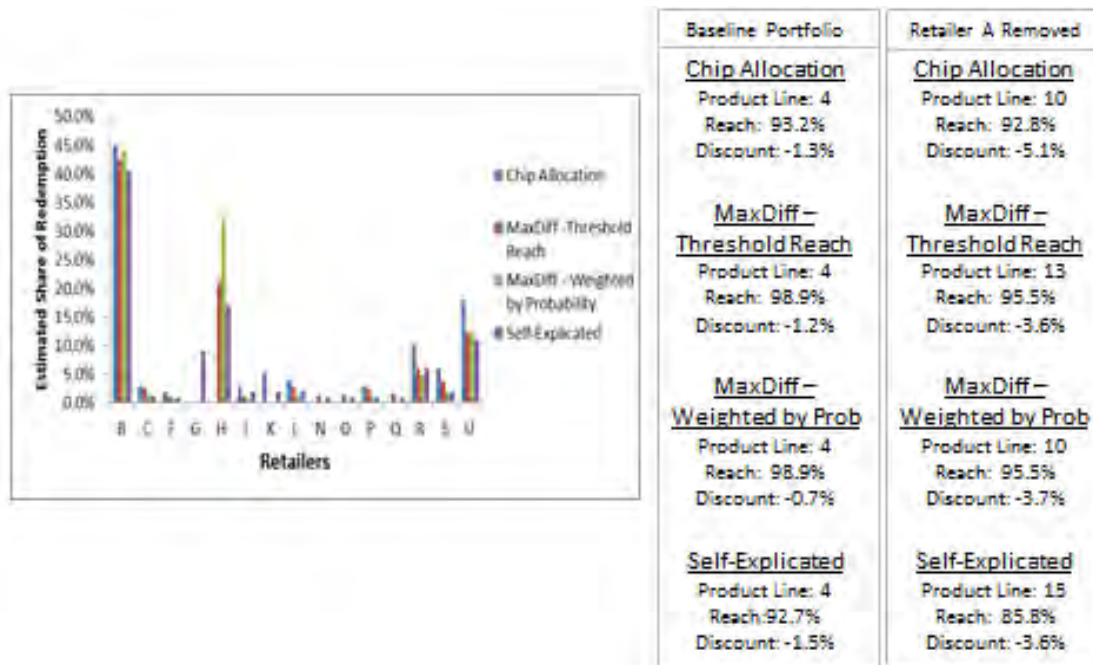 50.0%
45.0%
40.0%
35.0%
30.0%
25.0%
20.0%
15.0%
10.0%
5.0%
0.0%
Estimated Share of Redemption
B C F G H I K L N O P Q R S U
Retailers
Chip Allocation
MaxDiff -Threshold
Reach
MaxDiff - Weighted
by Probability
Self-Explicated
Baseline Portfolio
Chip Allocation
Product Line: 4
Reach: 93.2%
Discount: -1.3%
MaxDiff –
Threshold Reach
Product Line: 4
Reach: 98.9%
Discount: -1.2%
MaxDiff –
Weighted by Prob
Product Line: 4
Reach: 98.9%
Discount: -0.7%
Self-Explicated
Product Line: 4
Reach:92.7%
Discount: -1.5%
Retailer A Removed
Chip Allocation
Product Line: 10
Reach: 92.8%
Discount: -5.1%
MaxDiff –
Threshold Reach
Product Line: 13
Reach: 95.5%
Discount: -3.6%
MaxDiff –
Weighted by Prob
Product Line: 10
Reach: 95.5%
Discount: -3.7%
Self-Explicated
Product Line: 15
Reach: 85.8%
Discount: -3.6%